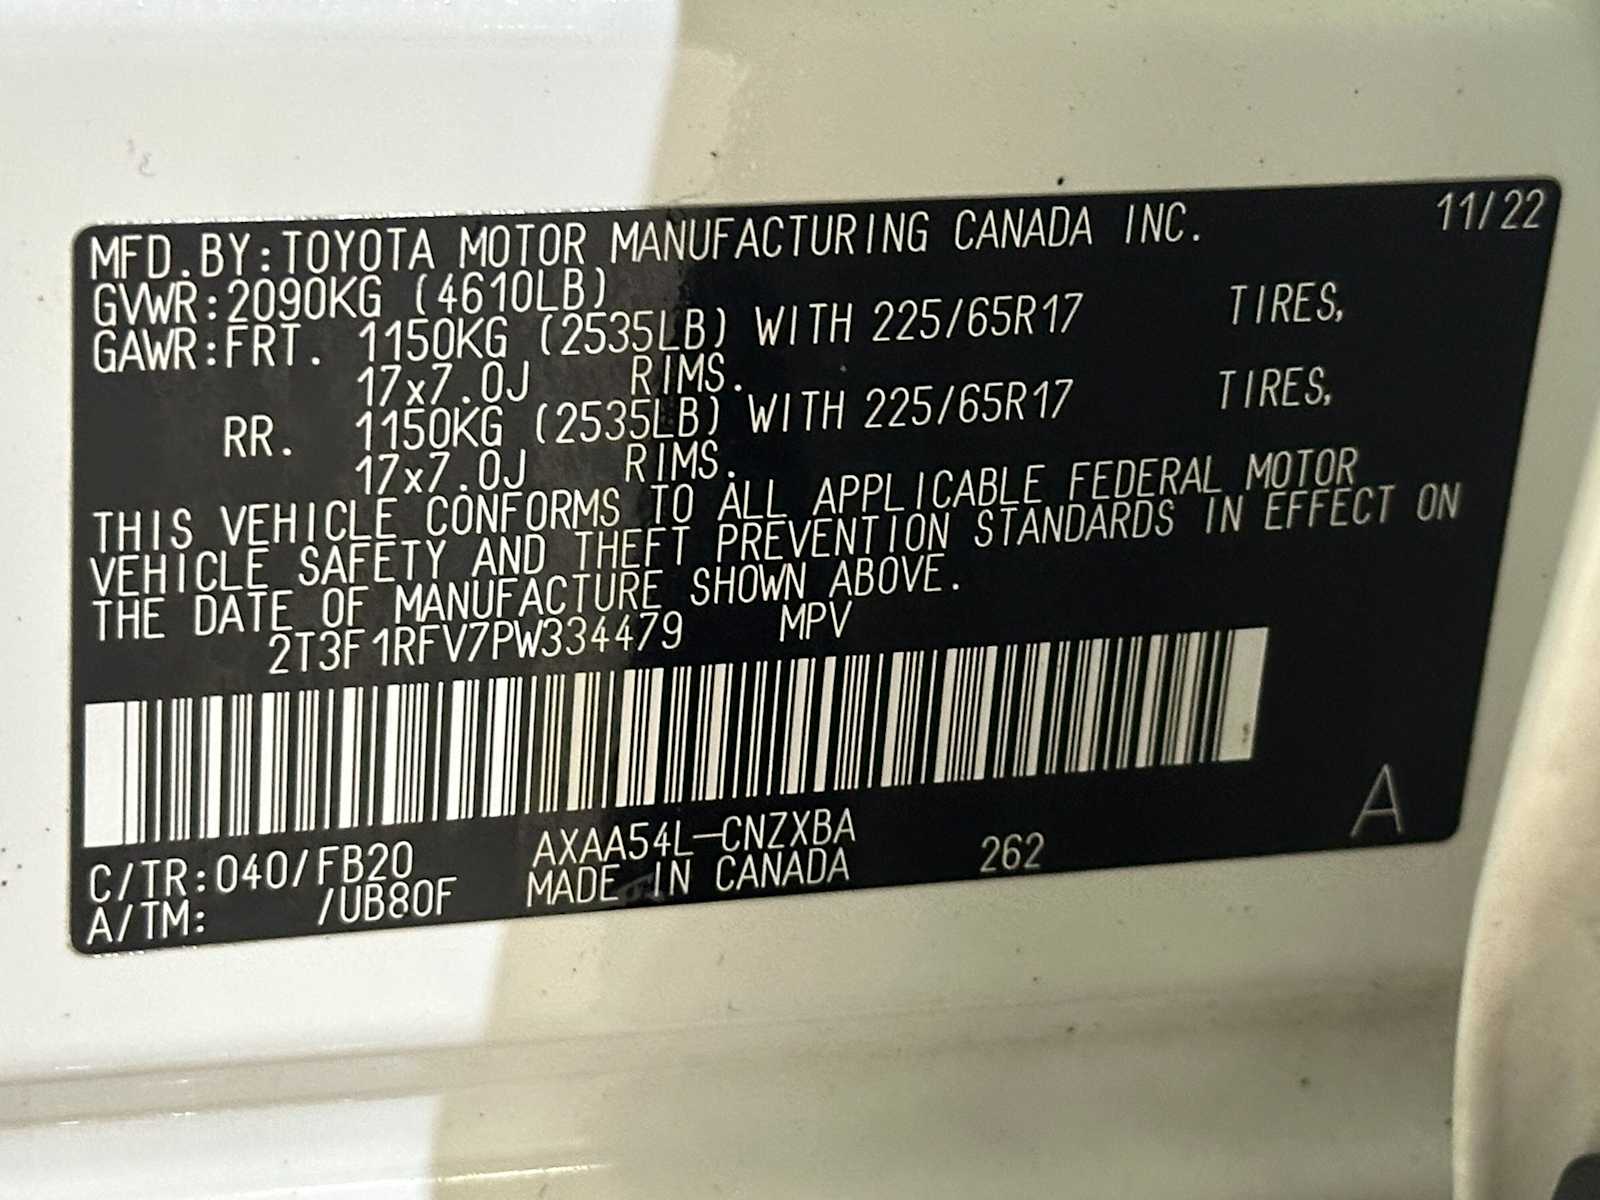 11/22
MFD.BY:TOYOTA MOTOR MANUFACTURING CANADA INC.
GVWR:2090KG (4610LB)
GAWR:FRT. 1150KG (2535LB) WITH 225/65R17 TIRES,
17x7.0J RIMS.
RR. 1150KG (2535LB) WITH 225/65R17 TIRES,
17x7.0J RIMS.
THIS VEHICLE CONFORMS TO ALL APPLICABLE FEDERAL MOTOR
VEHICLE SAFETY AND THEFT PREVENTION STANDARDS IN EFFECT ON
THE DATE OF MANUFACTURE SHOWN ABOVE.
2T3F1RFV7PW334479 MPV
C/TR:040/FB20 AXAA54L-CNZXBA 262 A
A/TM: /UB80F MADE IN CANADA